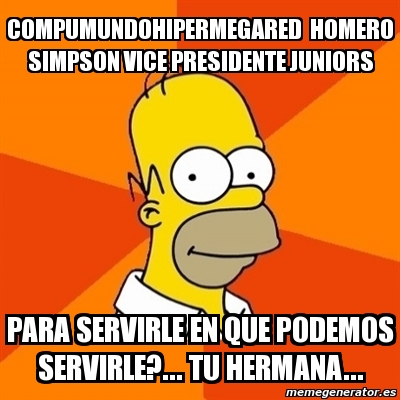 COMPUMUNDOHIPERMEGARED HOMERO
SIMPSON VICE PRESIDENTE JUNIORS
PARA SERVIRLE EN QUE PODEMOS
SERVIRLE?... TU HERMANA...
memegenerator.es